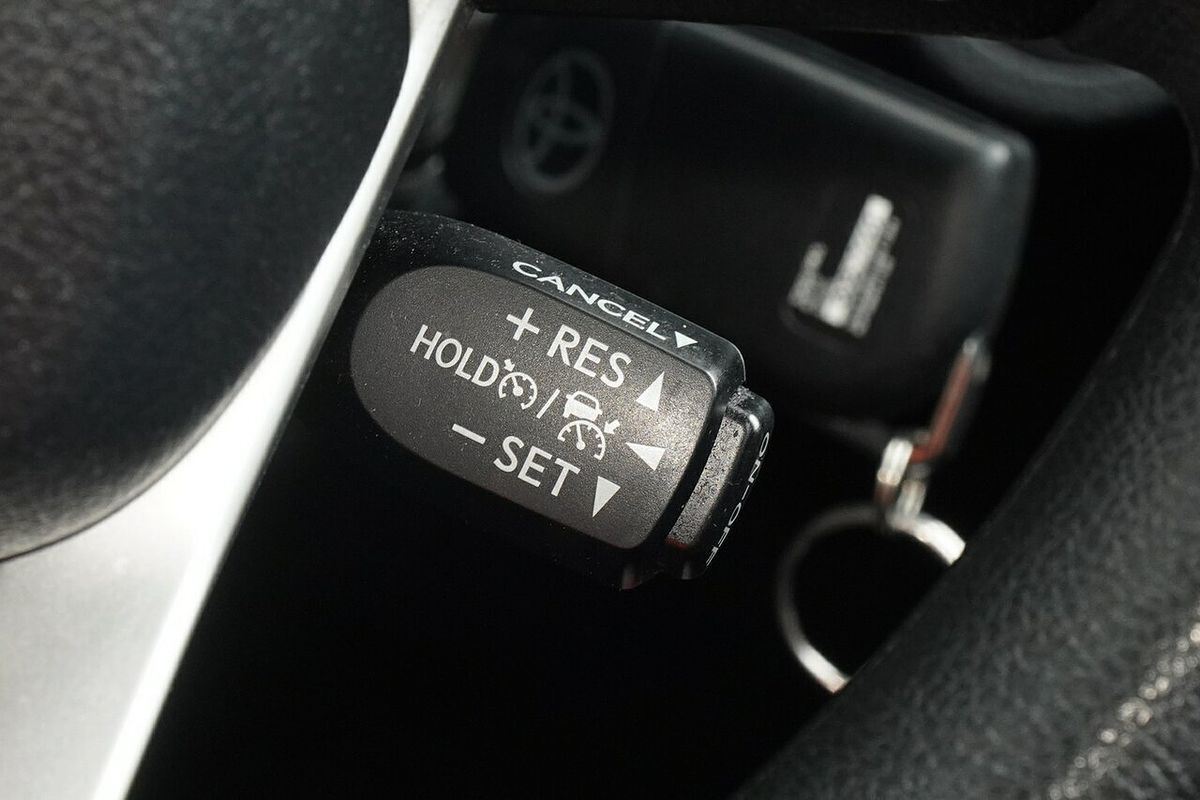 CANCEL
+ RES
HOLD /
− SET
ON-OFF